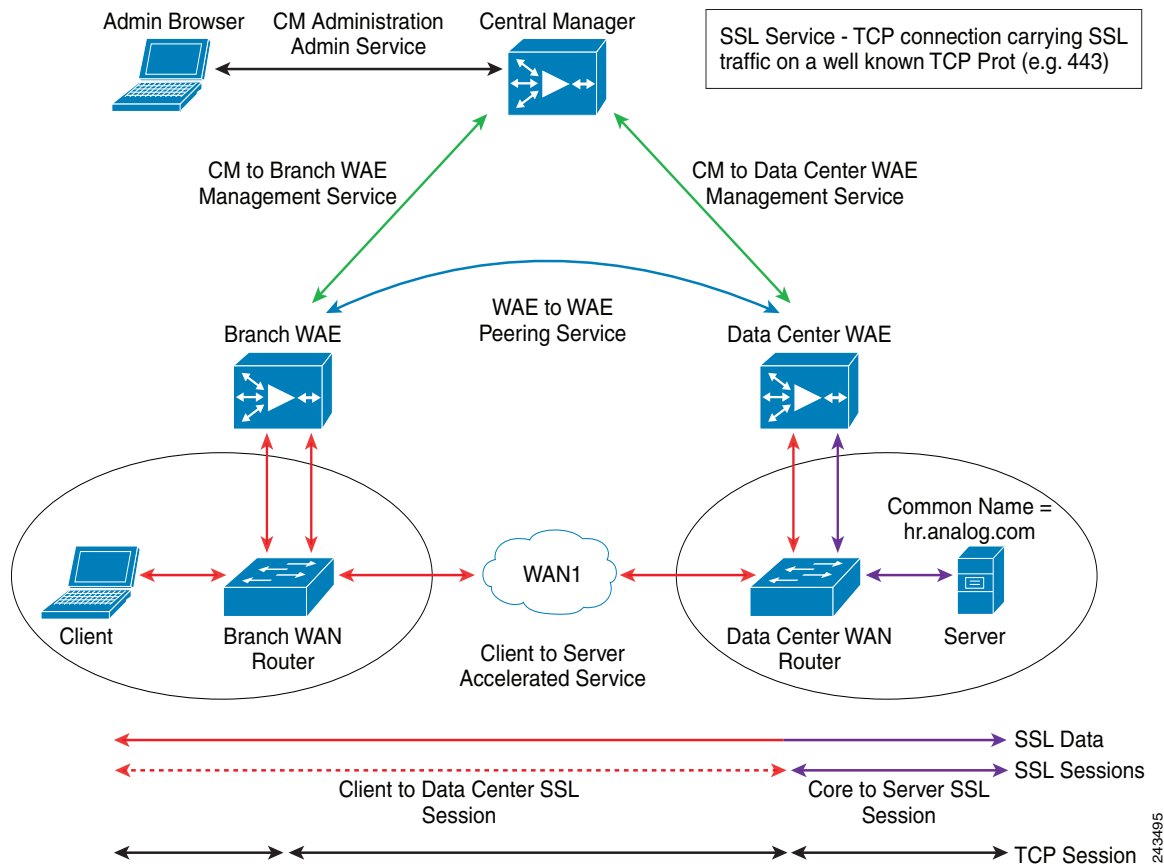 Admin Browser
CM Administration
Admin Service
Central Manager
SSL Service - TCP connection carrying SSL
traffic on a well known TCP Prot (e.g. 443)
CM to Branch WAE
Management Service
CM to Data Center WAE
Management Service
WAE to WAE
Peering Service
Branch WAE
Data Center WAE
Common Name =
hr.analog.com
WAN1
Client
Branch WAN
Router
Client to Server
Accelerated Service
Data Center WAN
Router
Server
SSL Data
SSL Sessions
Client to Data Center SSL
Session
Core to Server SSL
Session
TCP Session
243495